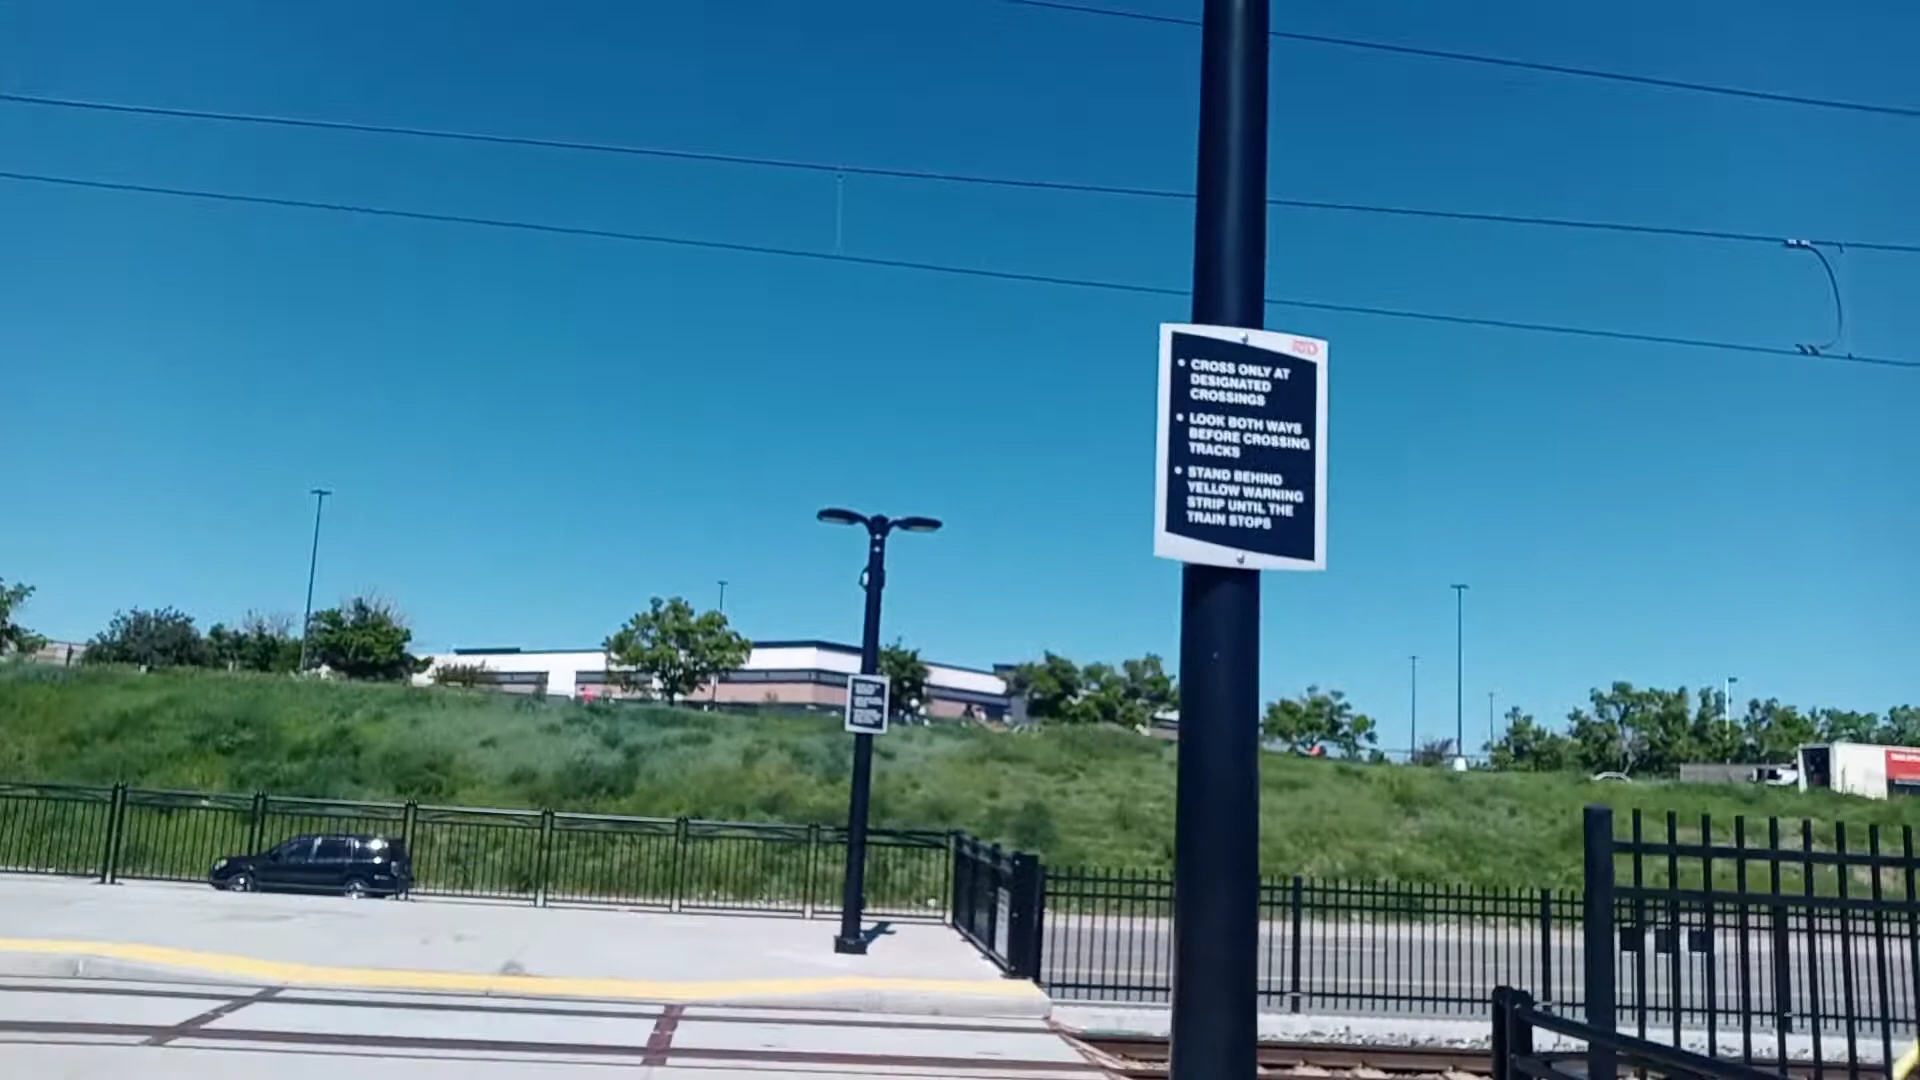 RTD
• CROSS ONLY AT
DESIGNATED
CROSSINGS
• LOOK BOTH WAYS
BEFORE CROSSING
TRACKS
• STAND BEHIND
YELLOW WARNING
STRIP UNTIL THE
TRAIN STOPS